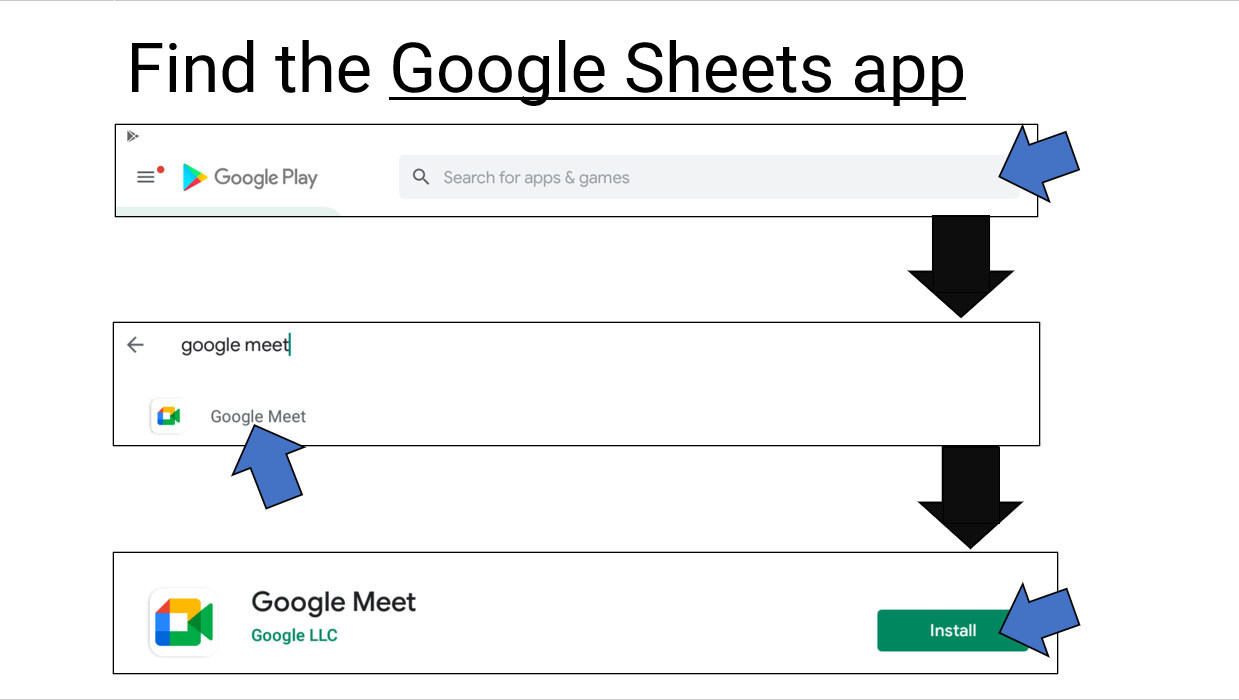 Find the Google Sheets app
Google Play
Search for apps & games
google meet
Google Meet
Google Meet
Google LLC
Install